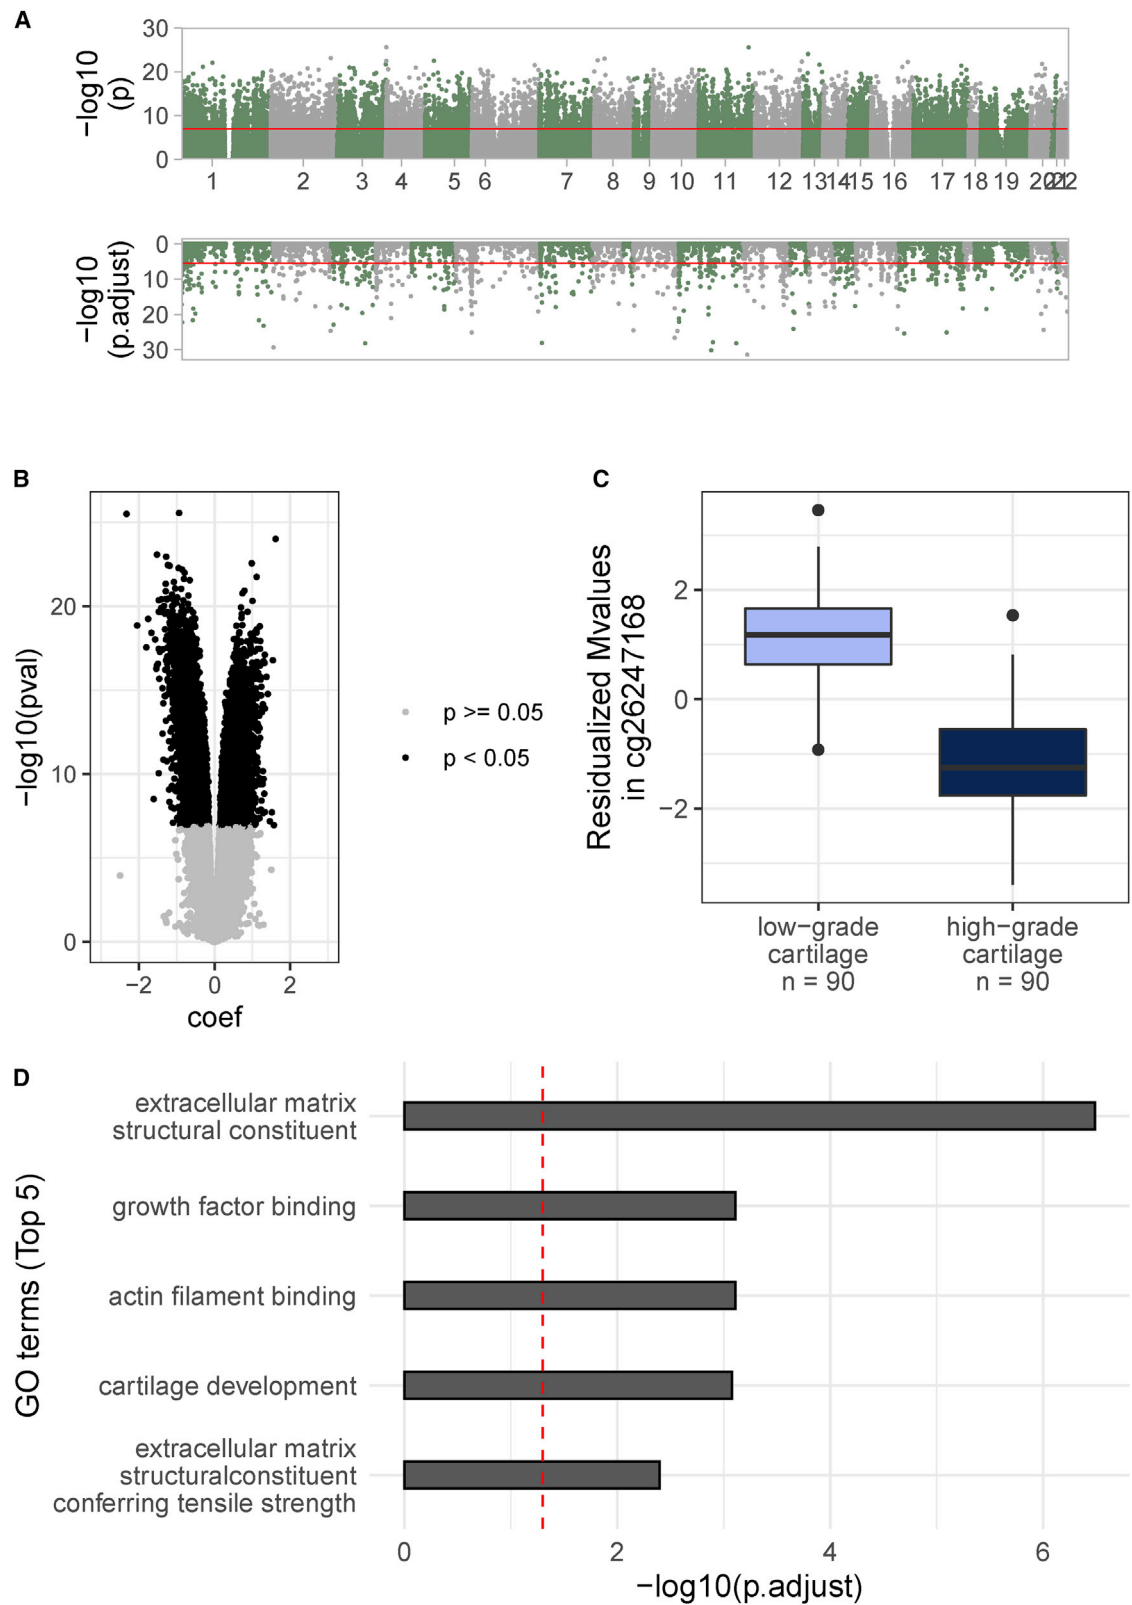 A
−log10
(p)
30
20
10
0
1 2 3 4 5 6 7 8 9 10 11 12 13 14 15 16 17 18 19 20 21 22
−log10
(p.adjust)
0
10
20
30
B
−log10(pval)
20
10
0
−2 0 2
coef
p >= 0.05
p < 0.05
C
Residualized Mvalues
in cg26247168
2
0
−2
low−grade
cartilage
n = 90
high−grade
cartilage
n = 90
D
GO terms (Top 5)
extracellular matrix
structural constituent
growth factor binding
actin filament binding
cartilage development
extracellular matrix
structuralconstituent
conferring tensile strength
0 2 4 6
−log10(p.adjust)